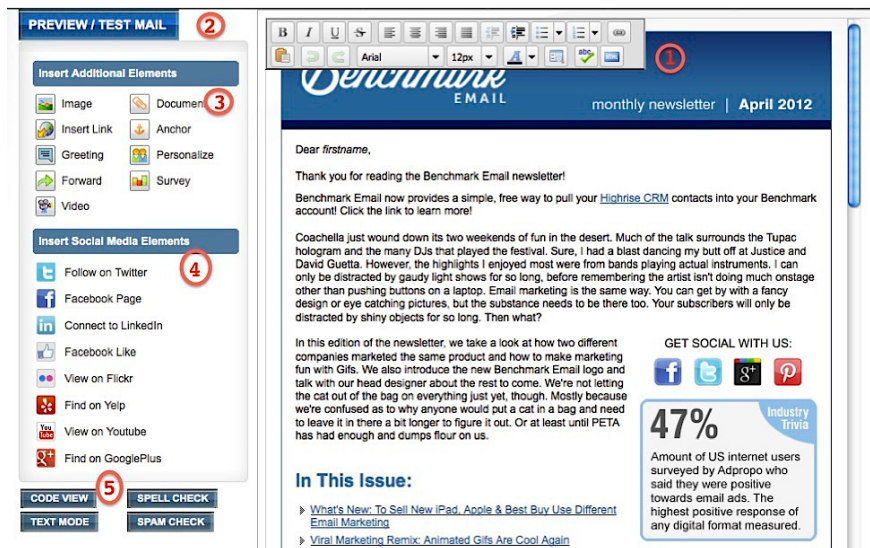 PREVIEW / TEST MAIL
2
Insert Additional Elements
Image
Document
3
Insert Link
Anchor
Greeting
Personalize
Forward
Survey
Video
Insert Social Media Elements
4
Follow on Twitter
Facebook Page
Connect to LinkedIn
Facebook Like
View on Flickr
Find on Yelp
View on Youtube
Find on GooglePlus
5
CODE VIEW
SPELL CHECK
TEXT MODE
SPAM CHECK
B I U S
Arial
12px
A
abc
1
Benchmark
EMAIL
monthly newsletter | April 2012
Dear firstname,
Thank you for reading the Benchmark Email newsletter!
Benchmark Email now provides a simple, free way to pull your Highrise CRM contacts into your Benchmark
account! Click the link to learn more!
Coachella just wound down its two weekends of fun in the desert. Much of the talk surrounds the Tupac
hologram and the many DJs that played the festival. Sure, I had a blast dancing my butt off at Justice and
David Guetta. However, the highlights I enjoyed most were from bands playing actual instruments. I can
only be distracted by gaudy light shows for so long, before remembering the artist isn't doing much onstage
other than pushing buttons on a laptop. Email marketing is the same way. You can get by with a fancy
design or eye catching pictures, but the substance needs to be there too. Your subscribers will only be
distracted by shiny objects for so long. Then what?
In this edition of the newsletter, we take a look at how two different
companies marketed the same product and how to make marketing
fun with Gifs. We also introduce the new Benchmark Email logo and
talk with our head designer about the rest to come. We're not letting
the cat out of the bag on everything just yet, though. Mostly because
we're confused as to why anyone would put a cat in a bag and need
to leave it in there a bit longer to figure it out. Or at least until PETA
has had enough and dumps flour on us.
GET SOCIAL WITH US:
47%
Industry
Trivia
Amount of US internet users
surveyed by Adpropo who
said they were positive
towards email ads. The
highest positive response of
any digital format measured.
In This Issue:
What's New: To Sell New iPad, Apple & Best Buy Use Different
Email Marketing
Viral Marketing Remix: Animated Gifs Are Cool Again